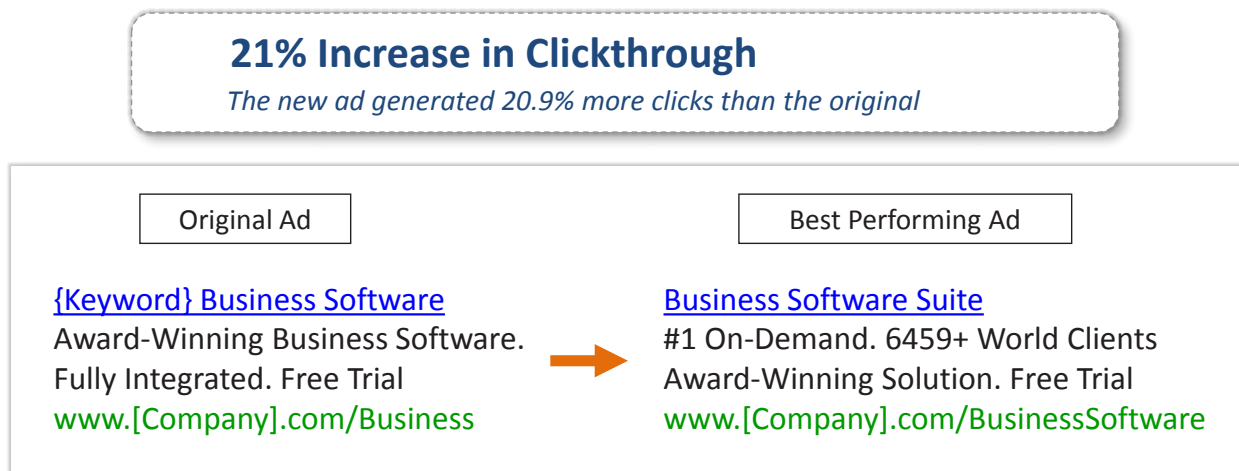 21% Increase in Clickthrough
The new ad generated 20.9% more clicks than the original
Original Ad
Best Performing Ad
{Keyword} Business Software
Award-Winning Business Software.
Fully Integrated. Free Trial
www.[Company].com/Business
Business Software Suite
#1 On-Demand. 6459+ World Clients
Award-Winning Solution. Free Trial
www.[Company].com/BusinessSoftware